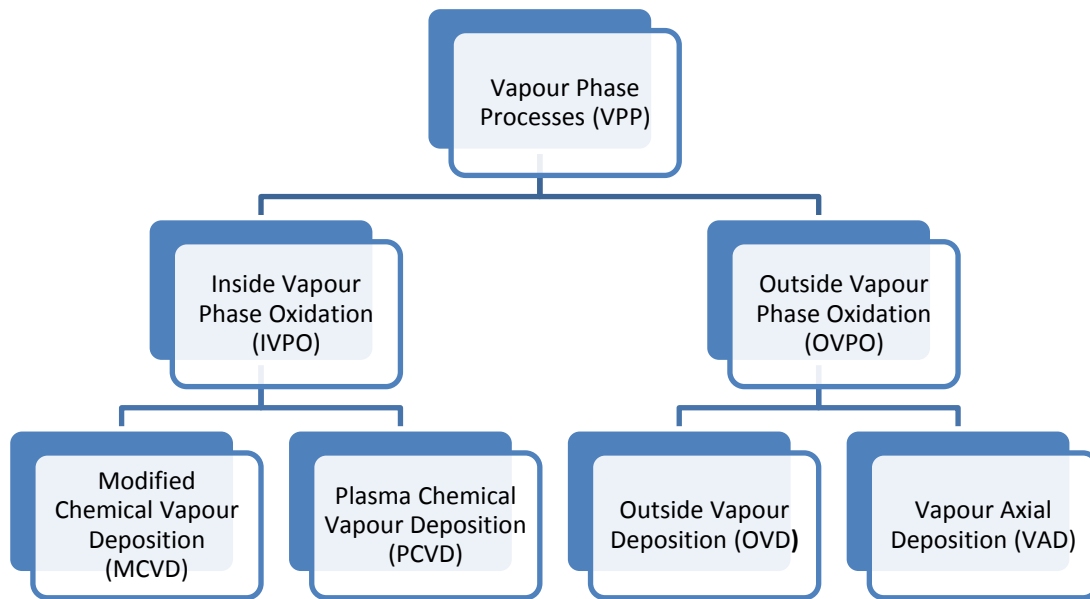 Vapour Phase
Processes (VPP)
Inside Vapour
Phase Oxidation
(IVPO)
Outside Vapour
Phase Oxidation
(OVPO)
Modified
Chemical Vapour
Deposition
(MCVD)
Plasma Chemical
Vapour Deposition
(PCVD)
Outside Vapour
Deposition (OVD)
Vapour Axial
Deposition (VAD)